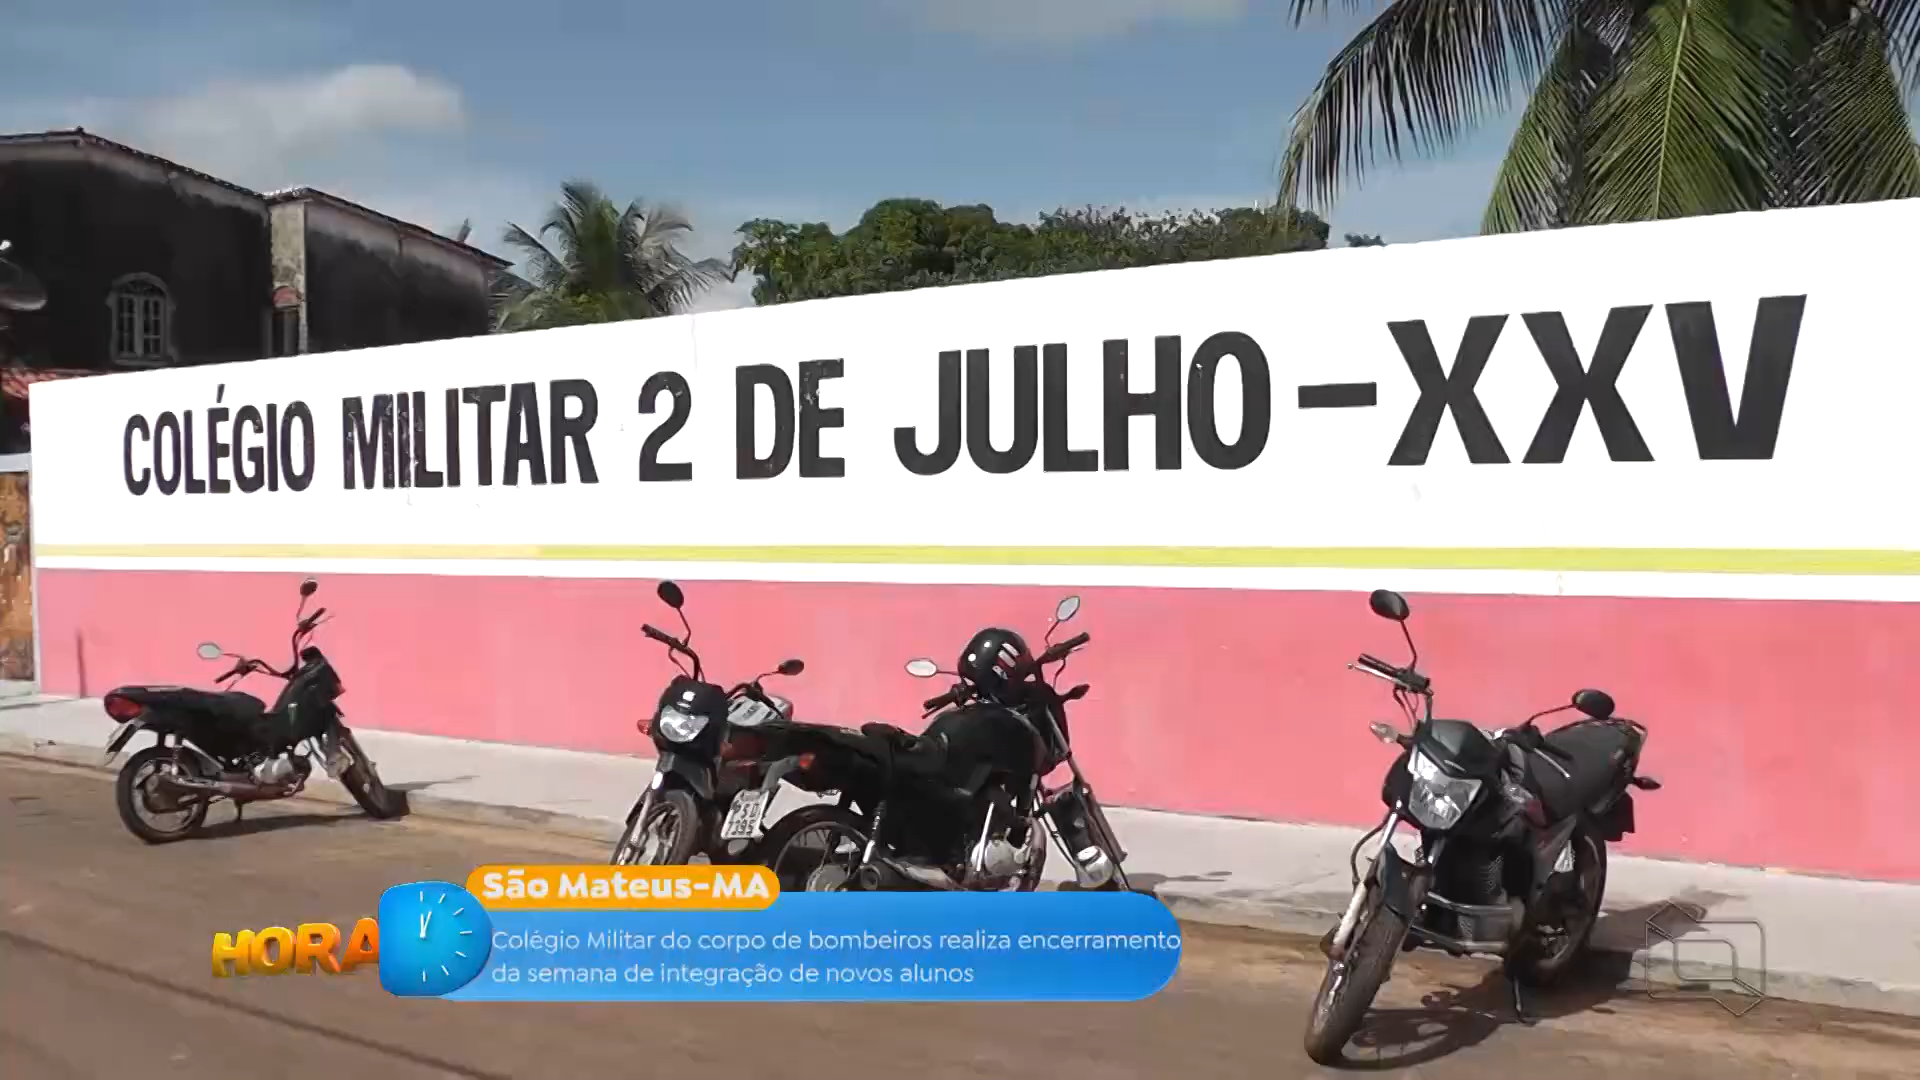 COLÉGIO MILITAR 2 DE JULHO-XXV
São Mateus-MA
HORA
Colégio Militar do corpo de bombeiros realiza encerramento
da semana de integração de novos alunos